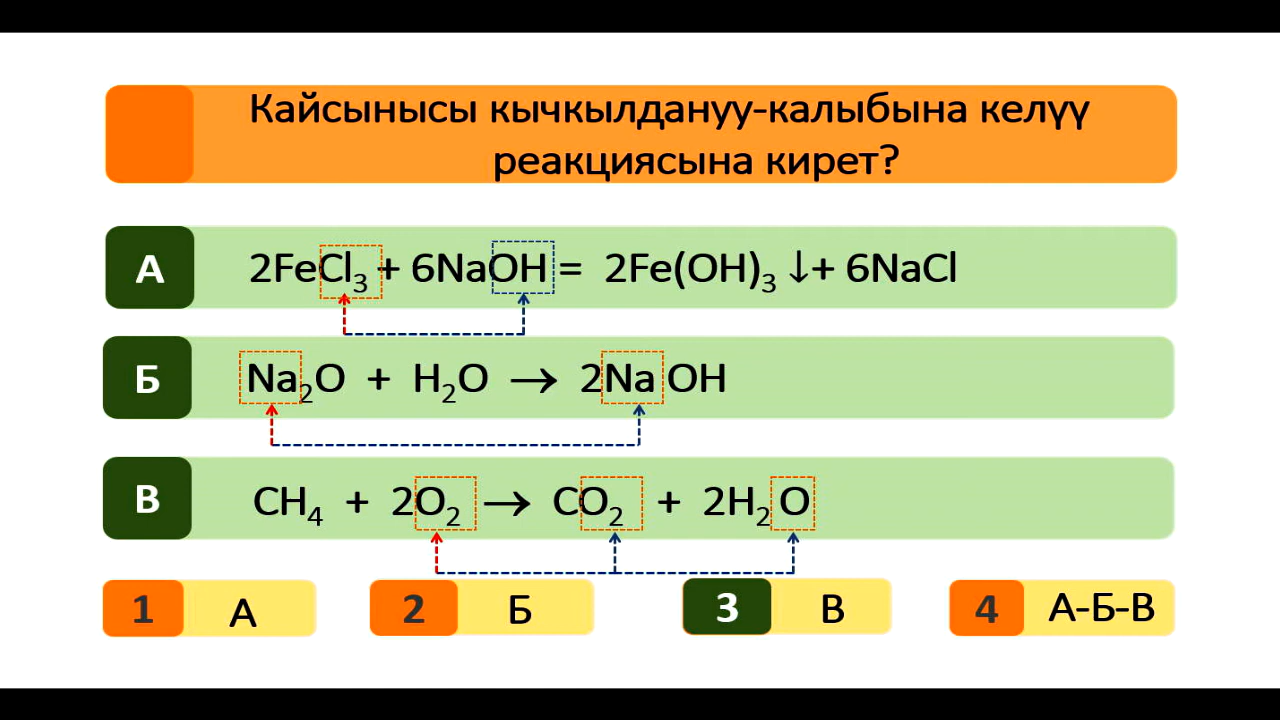 Кайсынысы кычкылдануу-калыбына келүү
реакциясына кирет?
А 2FeCl₃ + 6NaOH = 2Fe(OH)₃ ↓+ 6NaCl
Б Na₂O + H₂O → 2Na OH
В CH₄ + 2O₂ → CO₂ + 2H₂ O
1 А 2 Б 3 В 4 А-Б-В